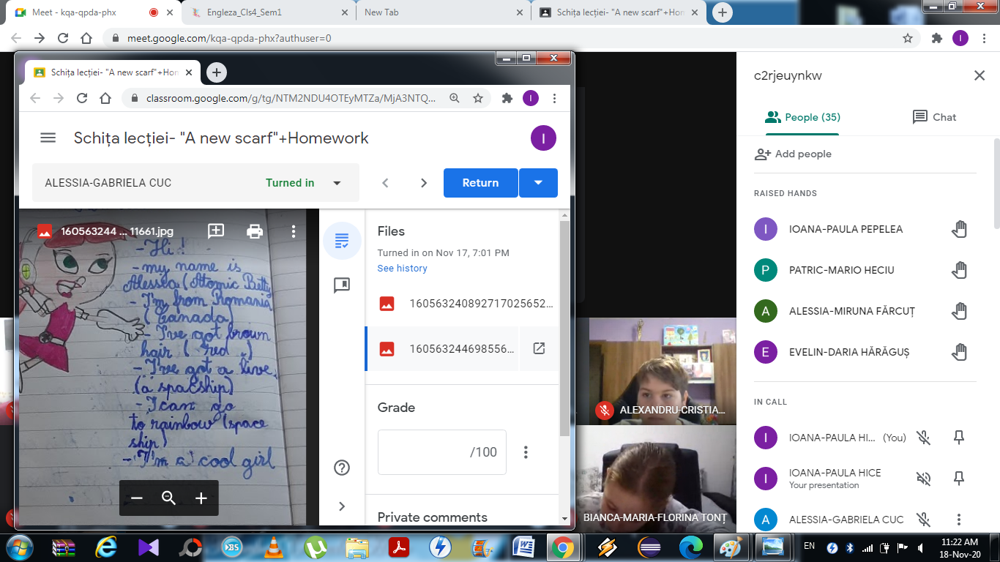 Meet - kqa-qpda-phx
Engleza_Cls4_Sem1
New Tab
Schița lecției- "A new scarf"+Hom
meet.google.com/kqa-qpda-phx?authuser=0
Schița lecției- "A new scarf"+Hom
classroom.google.com/g/tg/NTM2NDU4OTEyMTZa/MjA3NTQ...
Schița lecției- "A new scarf"+Homework
ALESSIA-GABRIELA CUC
Turned in
Return
160563244 ... 11661.jpg
- Hi!
- my name is
Alessea (Atomic Betty
- I'm from Romania
(Canada)
- I've got brown
hair ( red .)
- I've got a live,
(a spaceship)
- I can go
to rainbow (space
ship)
- I'm a cool girl
Files
Turned in on Nov 17, 7:01 PM
See history
160563240892717025652...
160563244698556...
Grade
/100
Private comments
ALEXANDRU-CRISTIA...
BIANCA-MARIA-FLORINA TONȚ
c2rjeuynkw
People (35)
Chat
Add people
RAISED HANDS
IOANA-PAULA PEPELEA
PATRIC-MARIO HECIU
ALESSIA-MIRUNA FĂRCUȚ
EVELIN-DARIA HĂRĂGUȘ
IN CALL
IOANA-PAULA HI... (You)
IOANA-PAULA HICE
Your presentation
ALESSIA-GABRIELA CUC
EN
11:22 AM
18-Nov-20